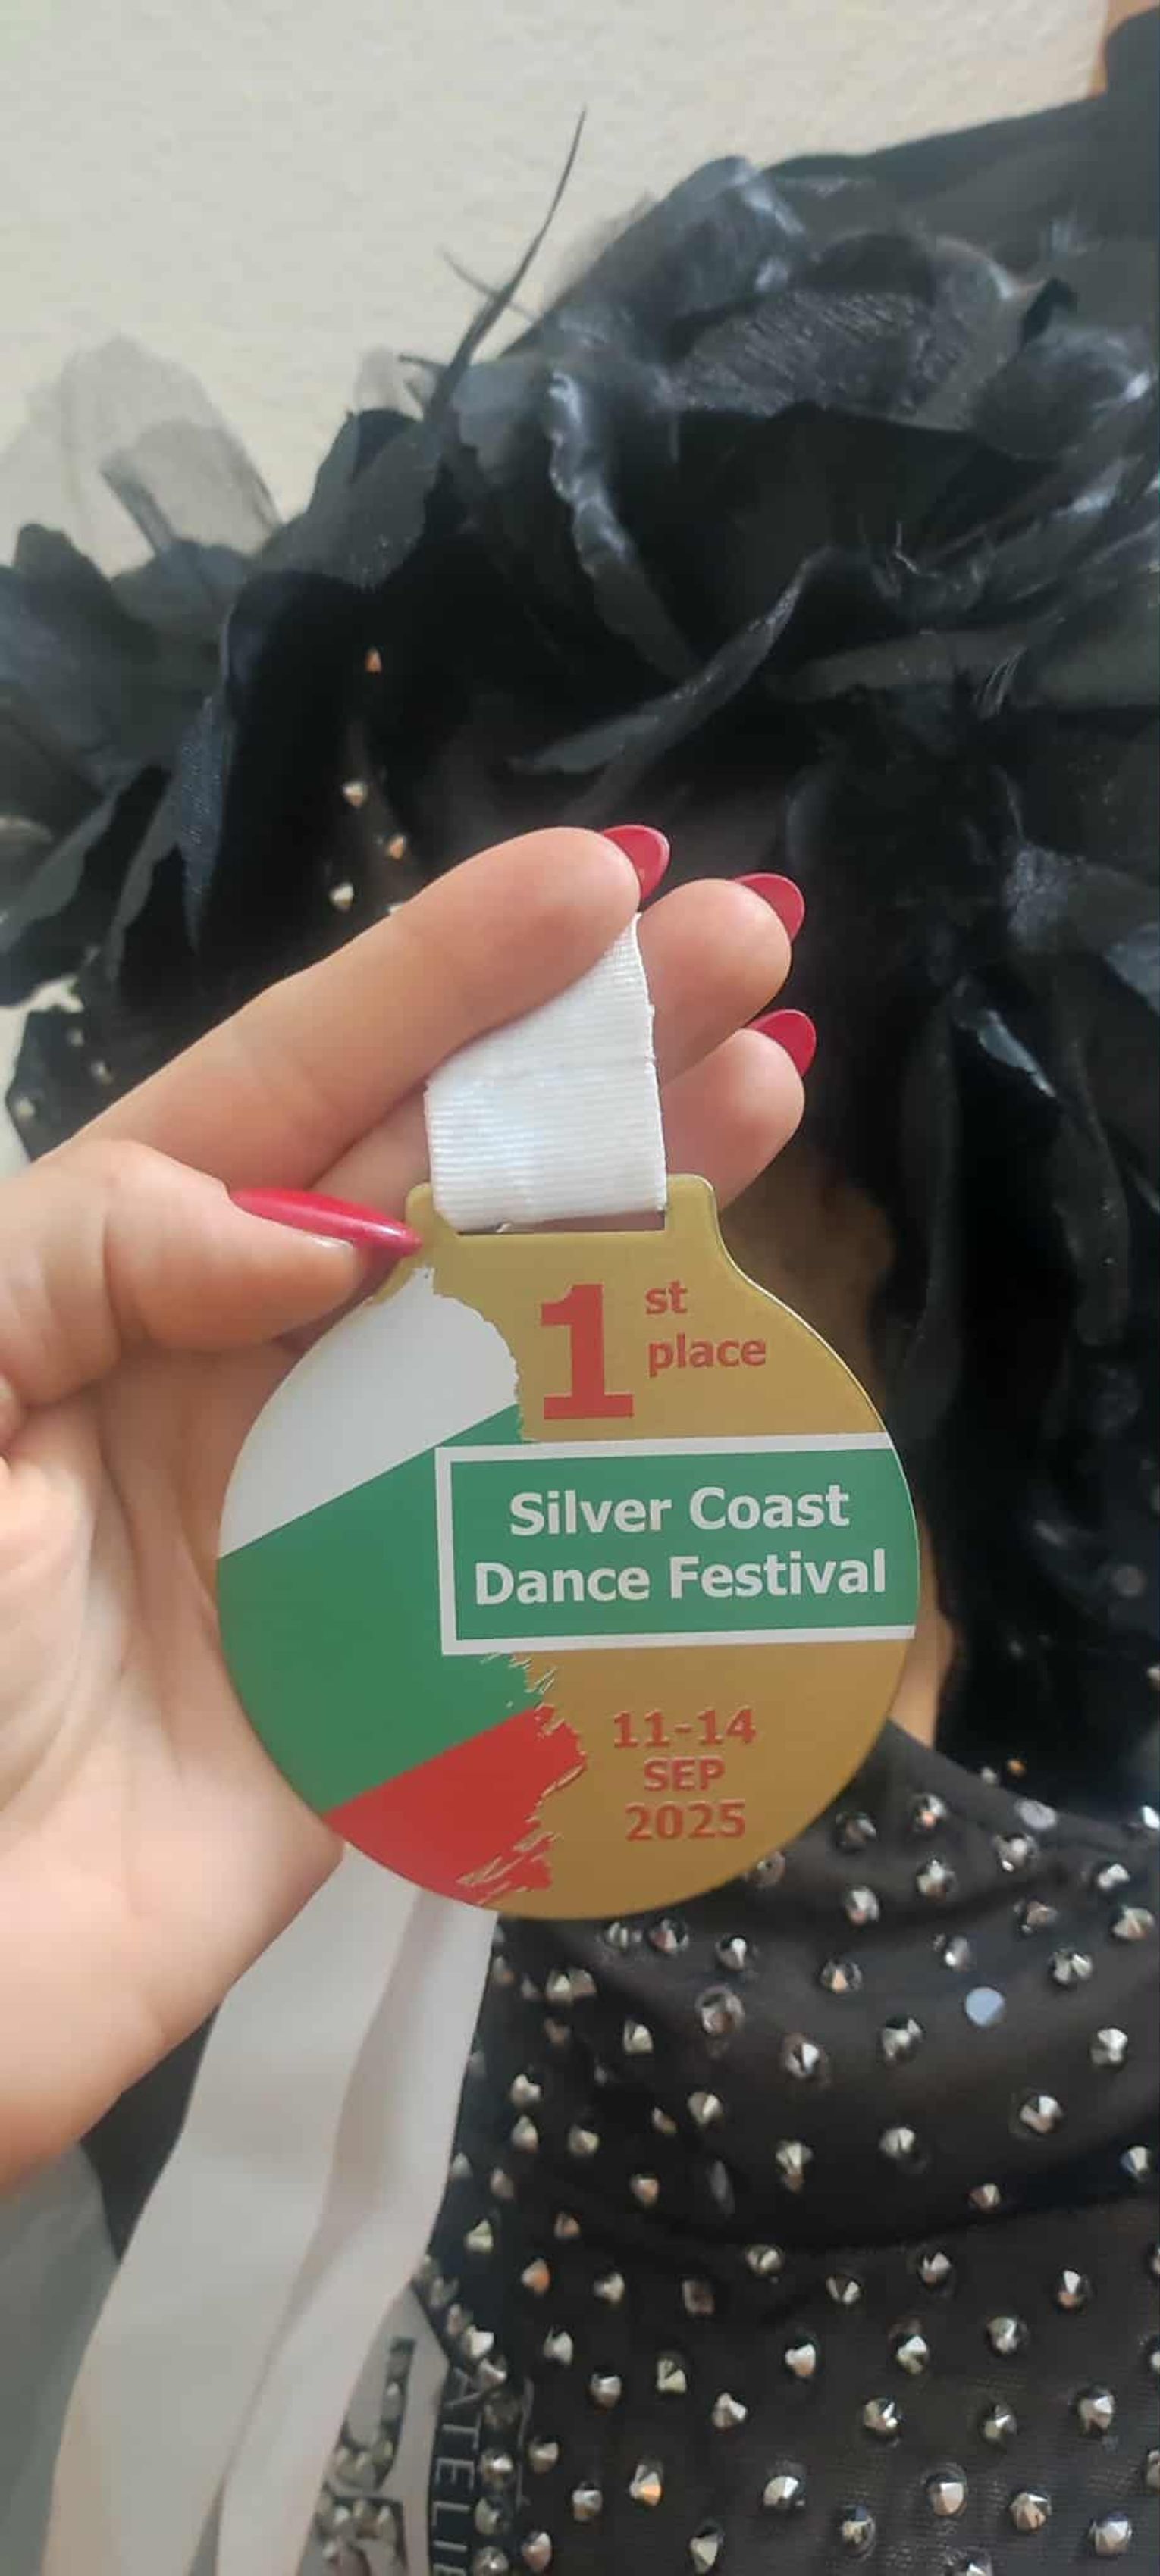 1 st
place
Silver Coast
Dance Festival
11-14
SEP
2025